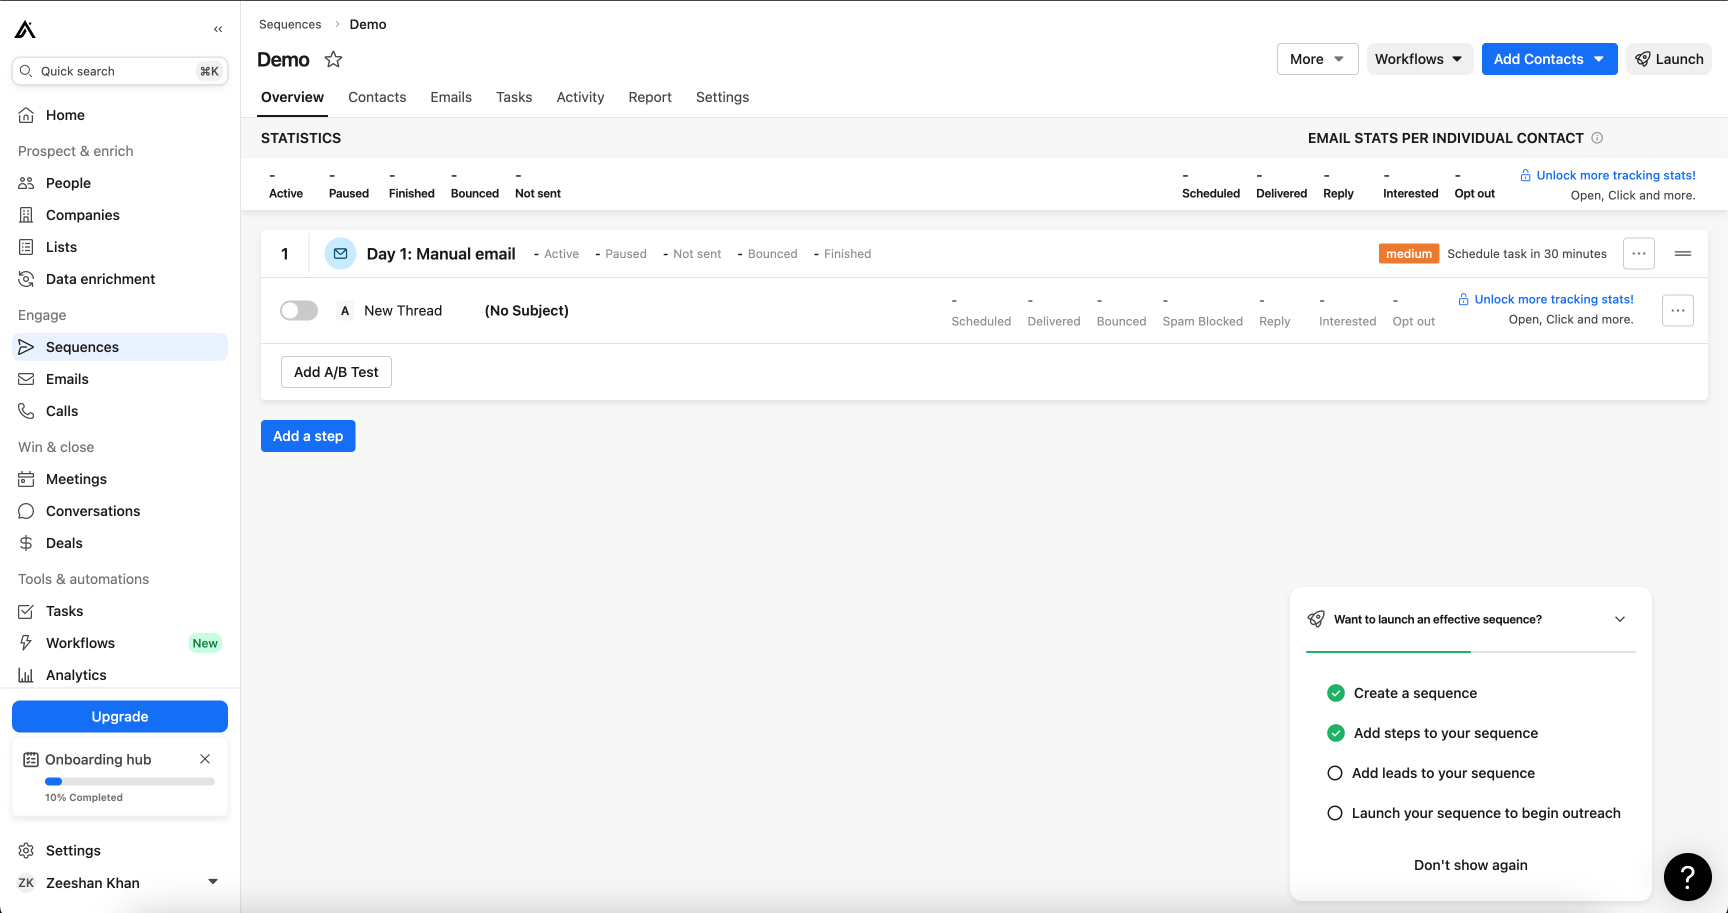 Quick search
⌘K
Home
Prospect & enrich
People
Companies
Lists
Data enrichment
Engage
Sequences
Emails
Calls
Win & close
Meetings
Conversations
Deals
Tools & automations
Tasks
Workflows New
Analytics
Upgrade
Onboarding hub
10% Completed
Settings
ZK Zeeshan Khan
Sequences > Demo
Demo
More
Workflows
Add Contacts
Launch
Overview Contacts Emails Tasks Activity Report Settings
STATISTICS
EMAIL STATS PER INDIVIDUAL CONTACT
- - - - -
Active Paused Finished Bounced Not sent
- - - - -
Scheduled Delivered Reply Interested Opt out
Unlock more tracking stats!
Open, Click and more.
1 Day 1: Manual email - Active - Paused - Not sent - Bounced - Finished
medium Schedule task in 30 minutes ...
A New Thread (No Subject)
- - - - - - -
Scheduled Delivered Bounced Spam Blocked Reply Interested Opt out
Unlock more tracking stats!
Open, Click and more.
...
Add A/B Test
Add a step
Want to launch an effective sequence?
Create a sequence
Add steps to your sequence
Add leads to your sequence
Launch your sequence to begin outreach
Don't show again
?